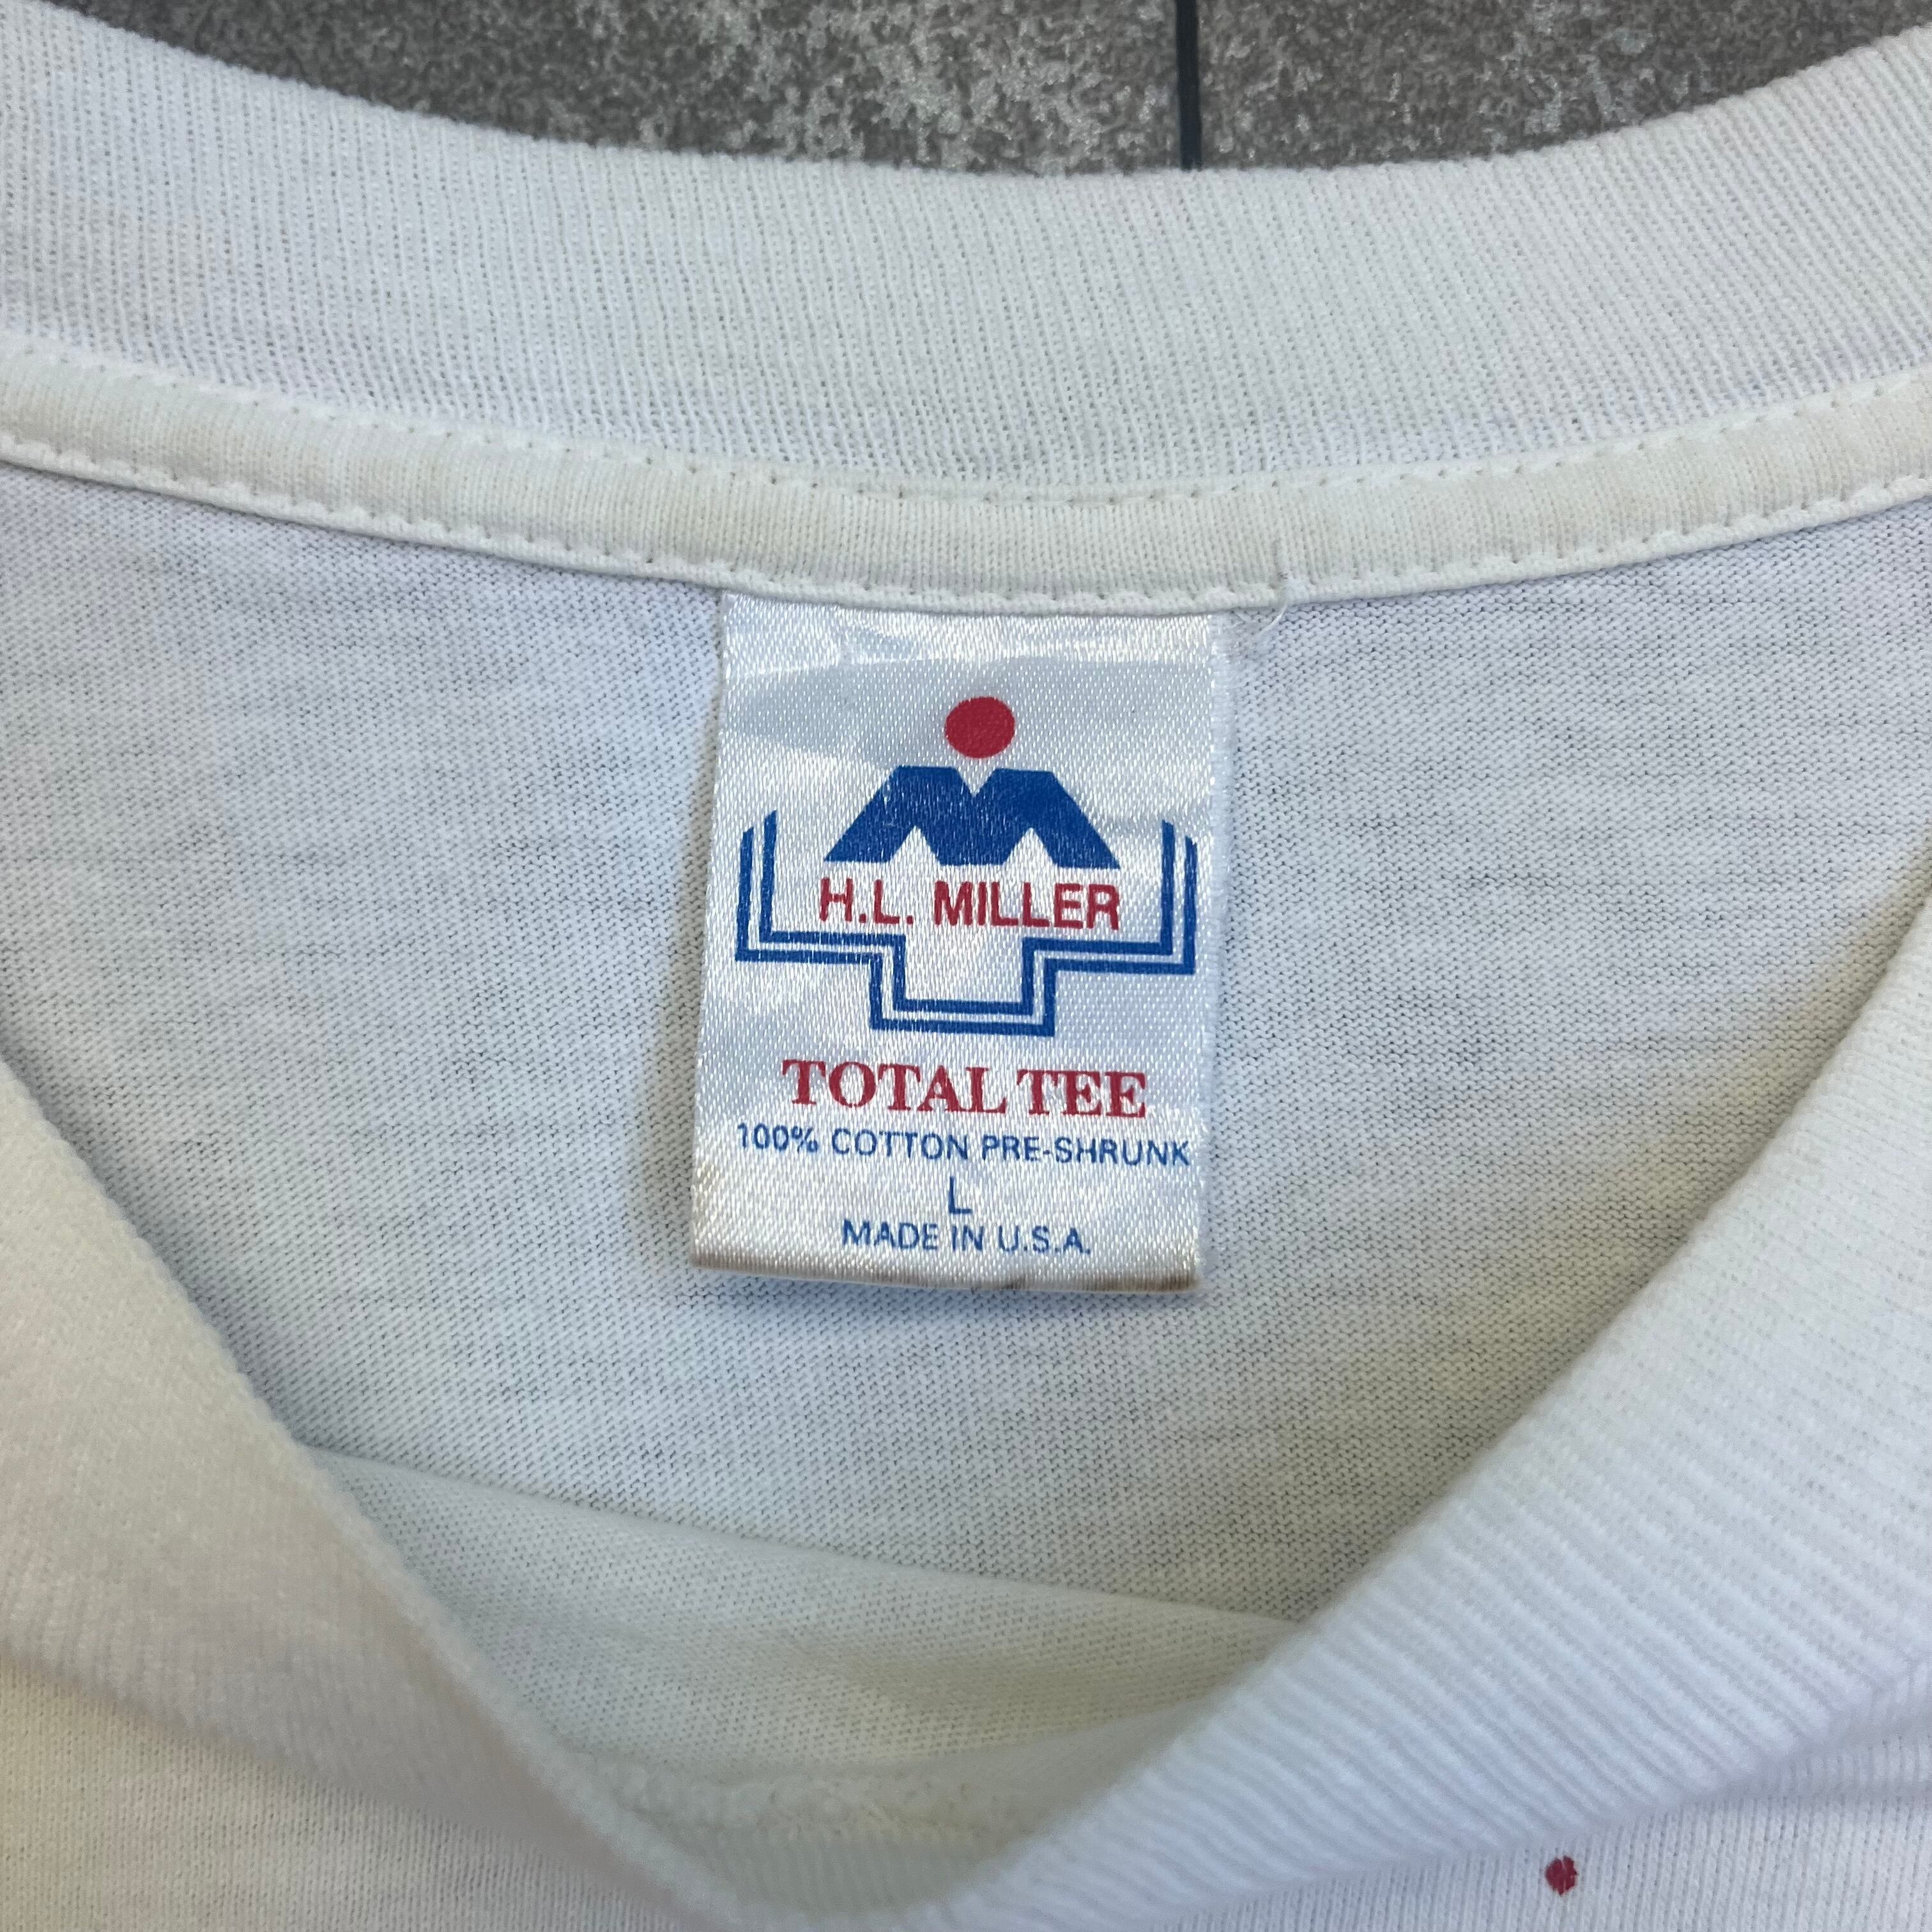 H.L. MILLER
TOTAL TEE
100% COTTON PRE-SHRUNK
L
MADE IN U.S.A.